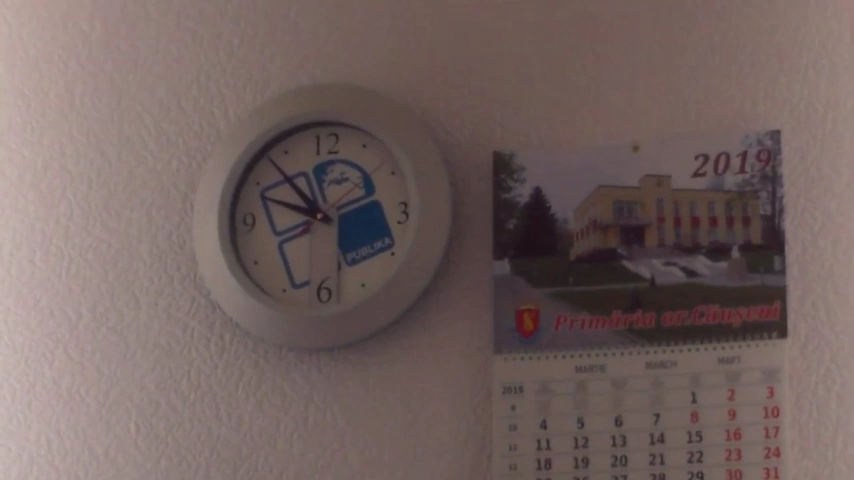 12
9
3
6
PUBLIKA
2019
Primăria or.Căușeni
MARTIE MARCH МАРТ
2019
1 2 3
4 5 6 7 8 9 10
11 12 13 14 15 16 17
18 19 20 21 22 23 24
28 29 30 31